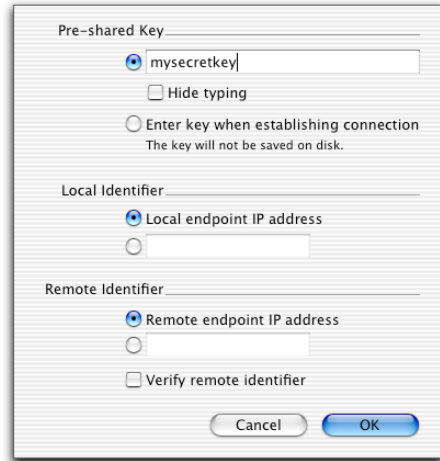 Pre-shared Key
mysecretkey
Hide typing
Enter key when establishing connection
The key will not be saved on disk.
Local Identifier
Local endpoint IP address
Remote Identifier
Remote endpoint IP address
Verify remote identifier
Cancel OK